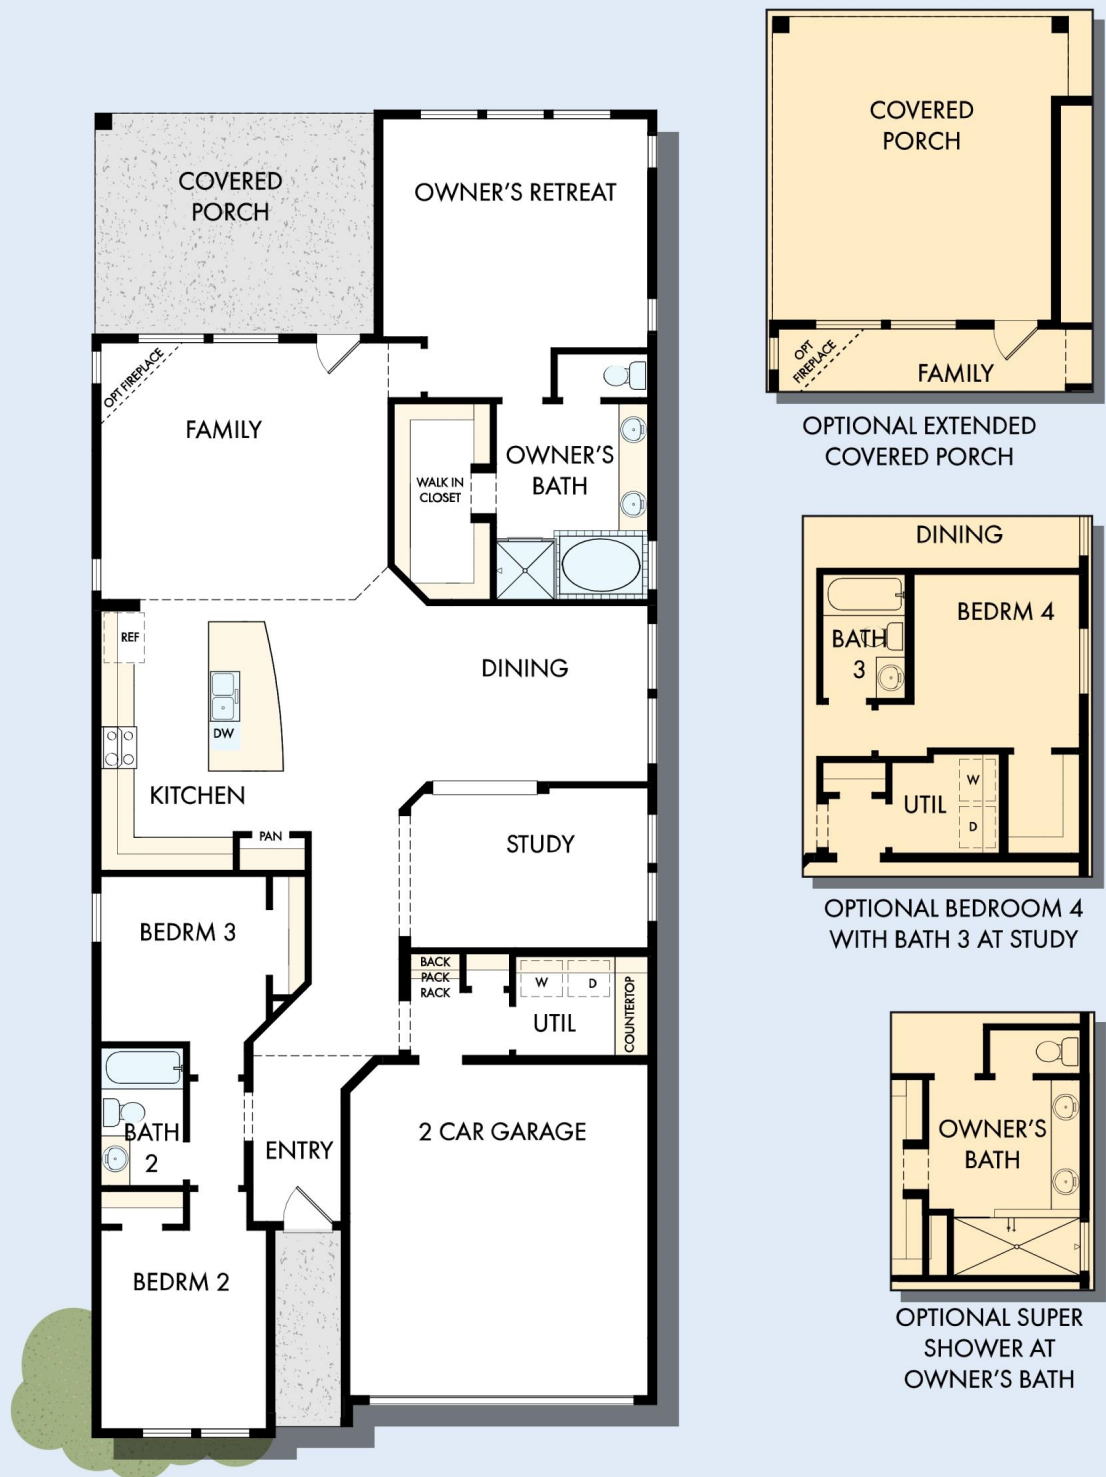 COVERED
PORCH
OWNER'S RETREAT
OPT FIREPLACE
FAMILY
WALK IN
CLOSET
OWNER'S
BATH
REF
DW
KITCHEN
DINING
PAN
STUDY
BEDRM 3
BACK
PACK
RACK
W
D
UTIL
COUNTERTOP
BATH
2
ENTRY
2 CAR GARAGE
BEDRM 2
COVERED
PORCH
OPT
FIREPLACE
FAMILY
OPTIONAL EXTENDED
COVERED PORCH
DINING
BEDRM 4
BATH
3
UTIL
W
D
OPTIONAL BEDROOM 4
WITH BATH 3 AT STUDY
OWNER'S
BATH
OPTIONAL SUPER
SHOWER AT
OWNER'S BATH